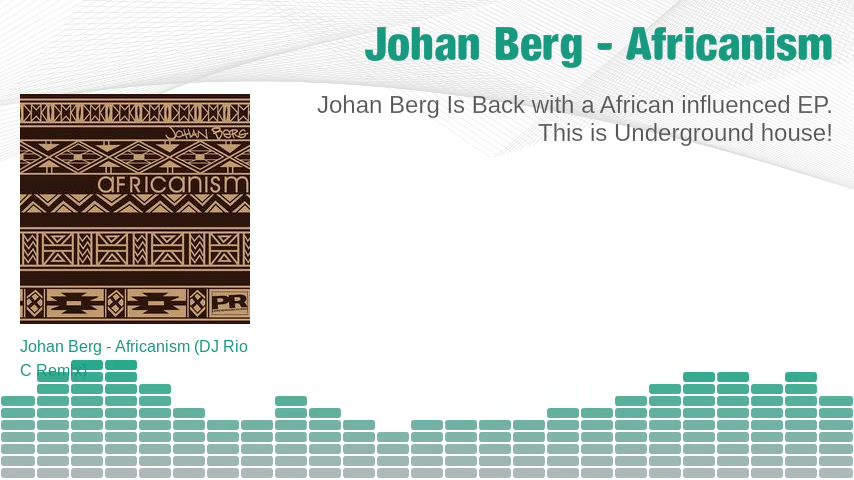 Johan Berg - Africanism
Johan Berg Is Back with a African influenced EP.
This is Underground house!
JOHAN BERG
aFRICANISM
PR
Johan Berg - Africanism (DJ Rio
C Remix)